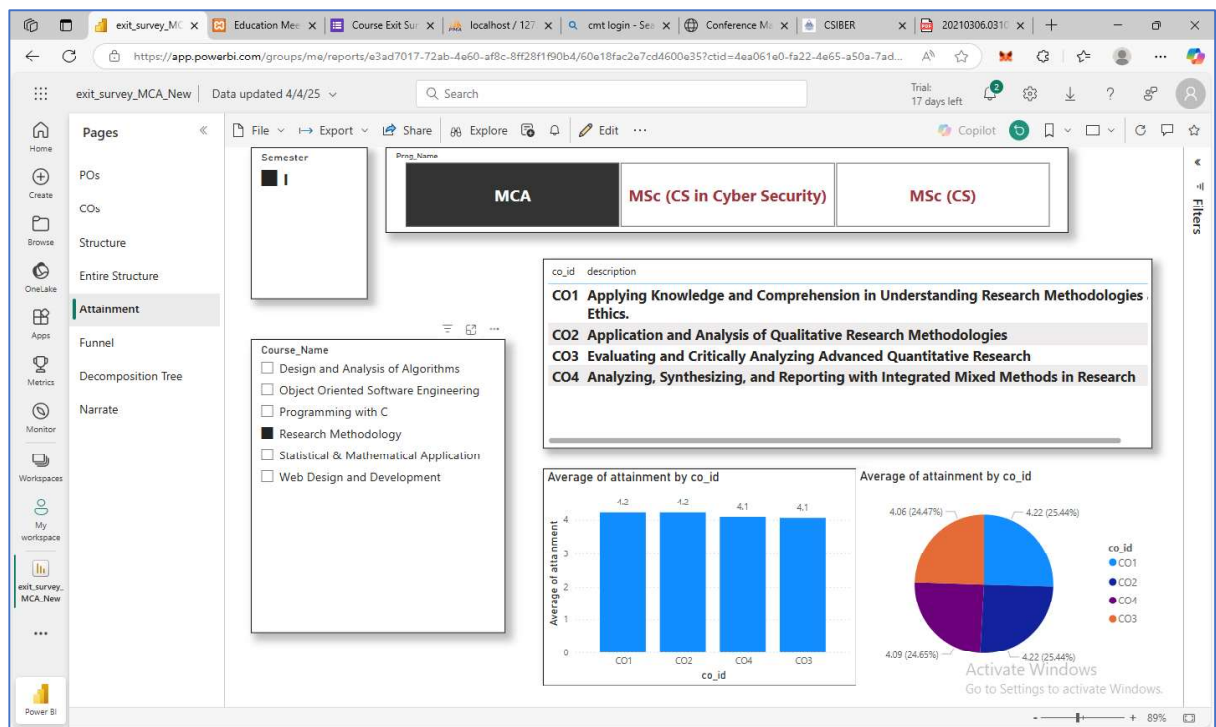 exit_survey_MC
Education Mee
Course Exit Sur
localhost / 127
cmt login - Sea
Conference Ma
CSIBER
20210306.0310
https://app.powerbi.com/groups/me/reports/e3ad7017-72ab-4e60-af8c-8ff28f1f90b4/60e18fac2e7cd4600e35?ctid=4ea061e0-fa22-4e65-a50a-7ad...
exit_survey_MCA_New
Data updated 4/4/25
Search
Trial:
17 days left
2
Home
Create
Browse
OneLake
Apps
Metrics
Monitor
Workspaces
My
workspace
exit_survey_
MCA_New
Power BI
Pages
POs
COs
Structure
Entire Structure
Attainment
Funnel
Decomposition Tree
Narrate
File
Export
Share
Explore
Edit
Copilot
Filters
Semester
I
Prog_Name
MCA
MSc (CS in Cyber Security)
MSc (CS)
co_id description
CO1 Applying Knowledge and Comprehension in Understanding Research Methodologies
Ethics.
CO2 Application and Analysis of Qualitative Research Methodologies
CO3 Evaluating and Critically Analyzing Advanced Quantitative Research
CO4 Analyzing, Synthesizing, and Reporting with Integrated Mixed Methods in Research
Course_Name
Design and Analysis of Algorithms
Object Oriented Software Engineering
Programming with C
Research Methodology
Statistical & Mathematical Application
Web Design and Development
Average of attainment by co_id
4.2 4.2 4.1 4.1
Average of attainment
4
3
2
1
0
CO1 CO2 CO4 CO3
co_id
Average of attainment by co_id
4.06 (24.47%)
4.22 (25.44%)
4.09 (24.65%)
4.22 (25.44%)
co_id
CO1
CO2
CO4
CO3
Activate Windows
Go to Settings to activate Windows.
89%